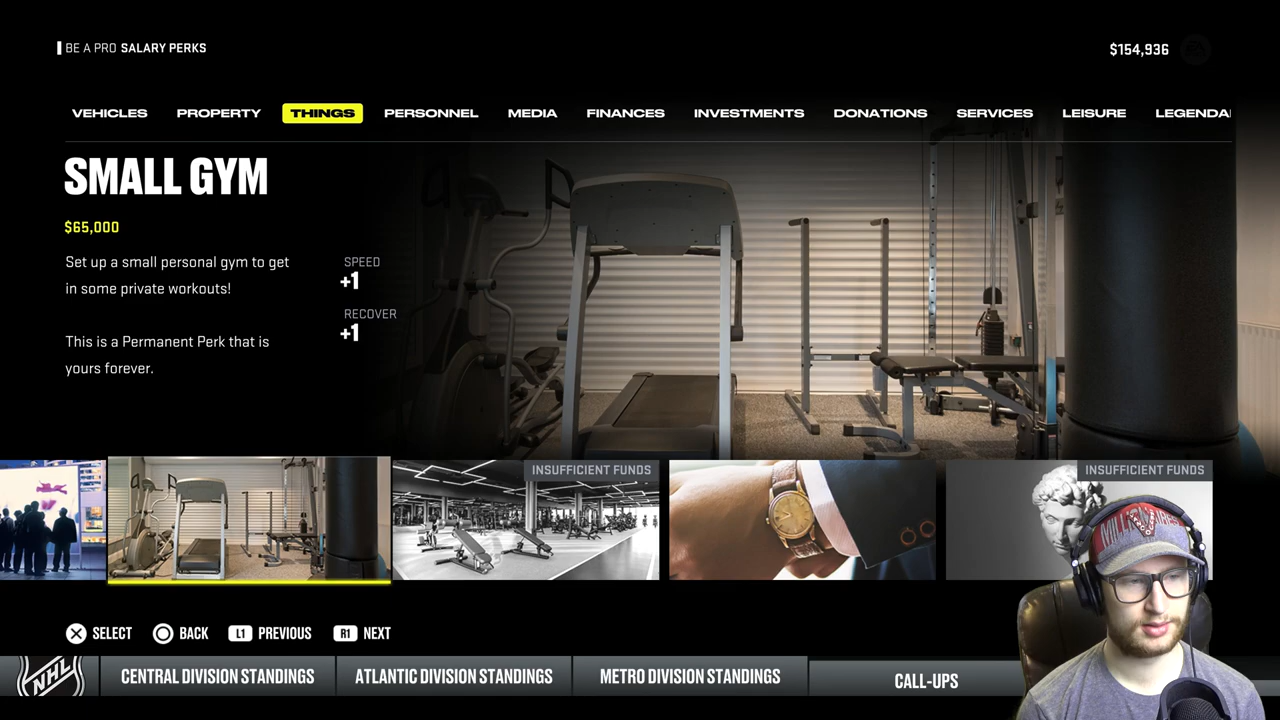 BE A PRO SALARY PERKS
$154,936
VEHICLES PROPERTY THINGS PERSONNEL MEDIA FINANCES INVESTMENTS DONATIONS SERVICES LEISURE LEGENDA
SMALL GYM
$65,000
Set up a small personal gym to get
in some private workouts!
This is a Permanent Perk that is
yours forever.
SPEED
+1
RECOVER
+1
INSUFFICIENT FUNDS
INSUFFICIENT FUNDS
SELECT BACK L1 PREVIOUS R1 NEXT
NHL CENTRAL DIVISION STANDINGS ATLANTIC DIVISION STANDINGS METRO DIVISION STANDINGS CALL-UPS